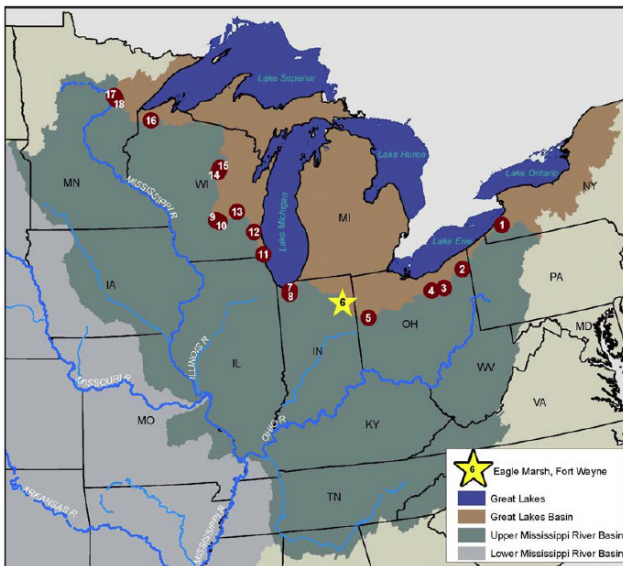 Lake Superior
17
18
16
Lake Huron
Lake Ontario
MN
MISSISSIPPI R.
WI
15
14
Lake Michigan
NY
MI
9
10
13
12
Lake Erie
1
11
2
4
3
PA
IA
7
8
6
5
OH
MD
ILLINOIS R.
IL
IN
WV
VA
MISSOURI R.
MO
OHIO R.
KY
TN
ARKANSAS R.
MISSISSIPPI R.
6
Eagle Marsh, Fort Wayne
Great Lakes
Great Lakes Basin
Upper Mississippi River Basin
Lower Mississippi River Basin